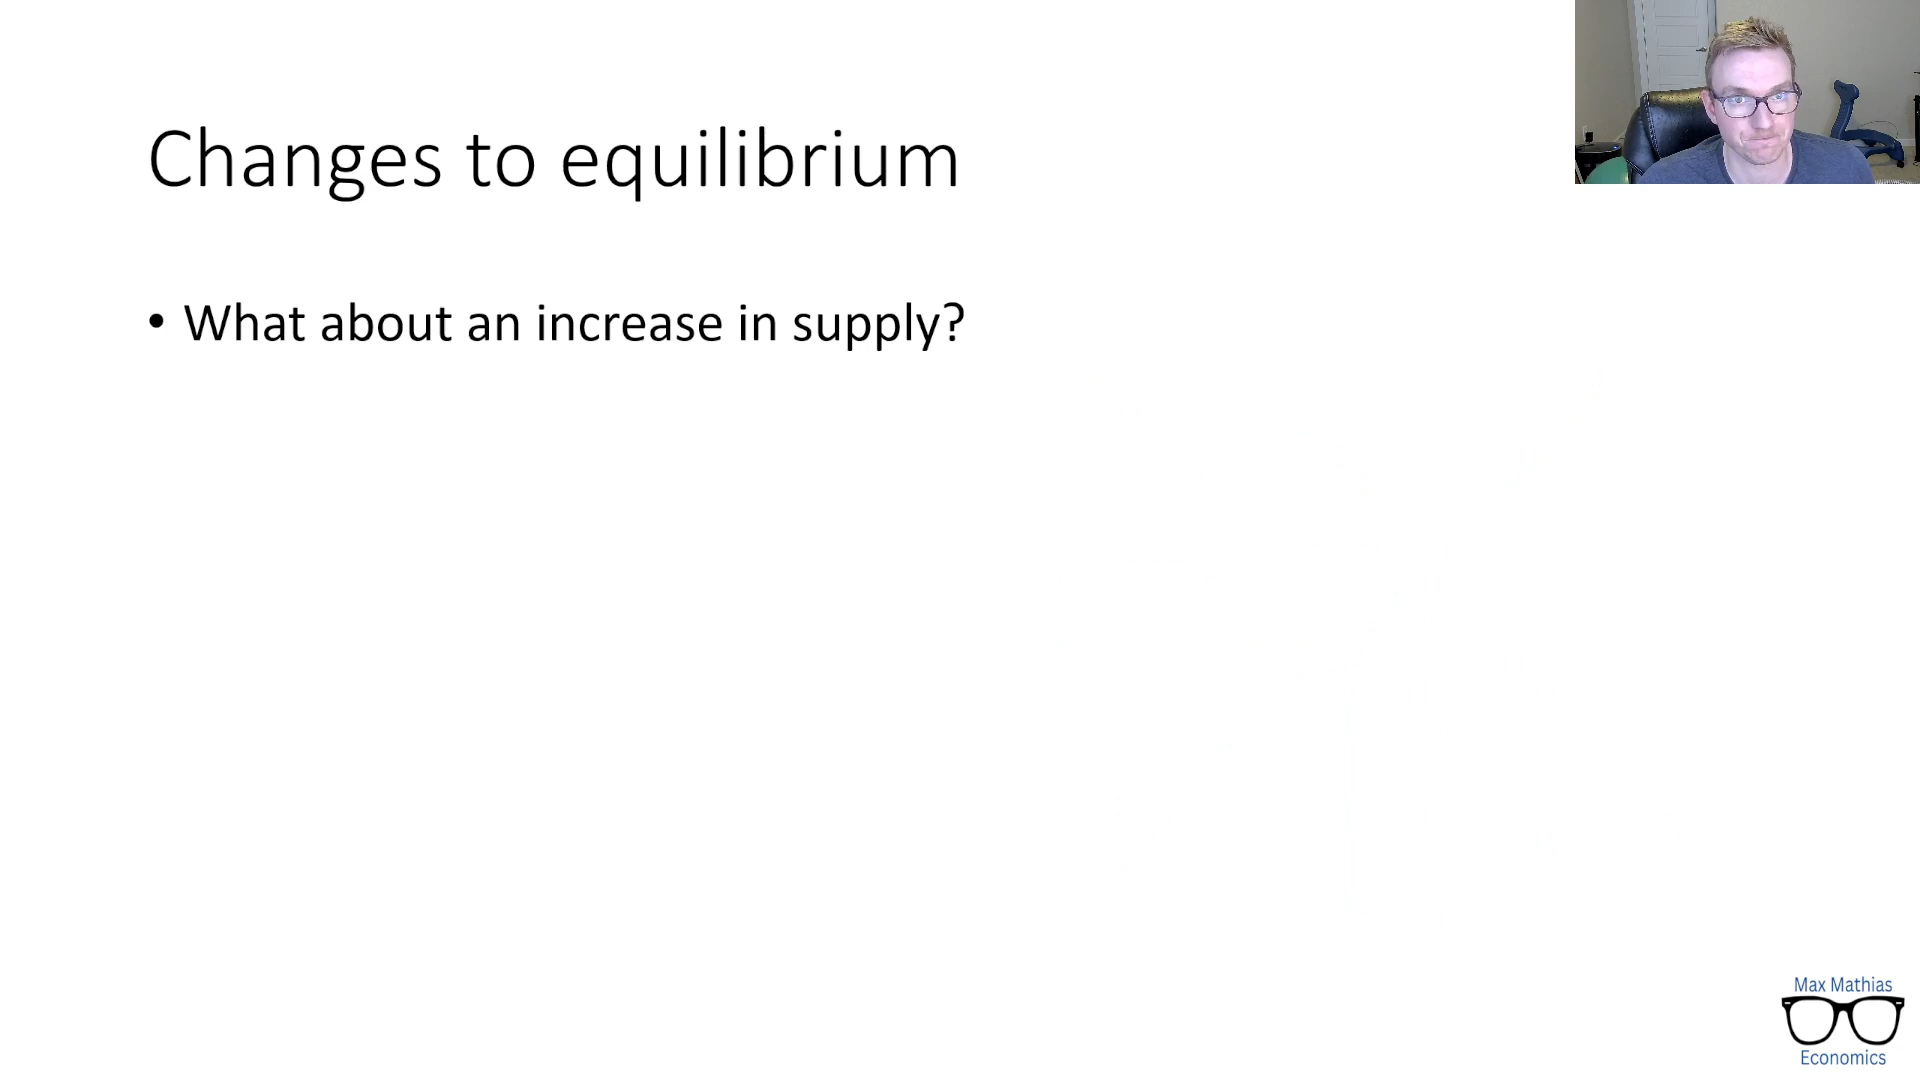 Changes to equilibrium
• What about an increase in supply?
Max Mathias
Economics